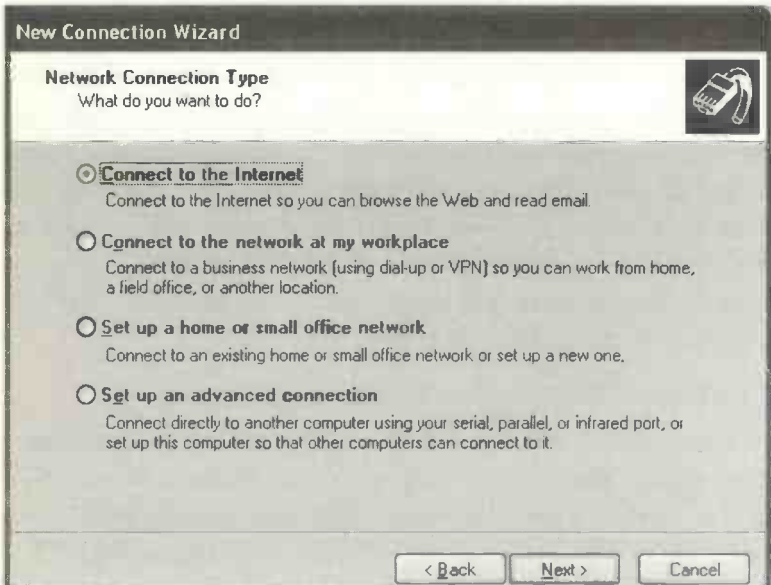 New Connection Wizard
Network Connection Type
What do you want to do?
Connect to the Internet
Connect to the Internet so you can browse the Web and read email.
Connect to the network at my workplace
Connect to a business network (using dial-up or VPN) so you can work from home,
a field office, or another location.
Set up a home or small office network
Connect to an existing home or small office network or set up a new one.
Set up an advanced connection
Connect directly to another computer using your serial, parallel, or infrared port, or
set up this computer so that other computers can connect to it.
< Back Next > Cancel